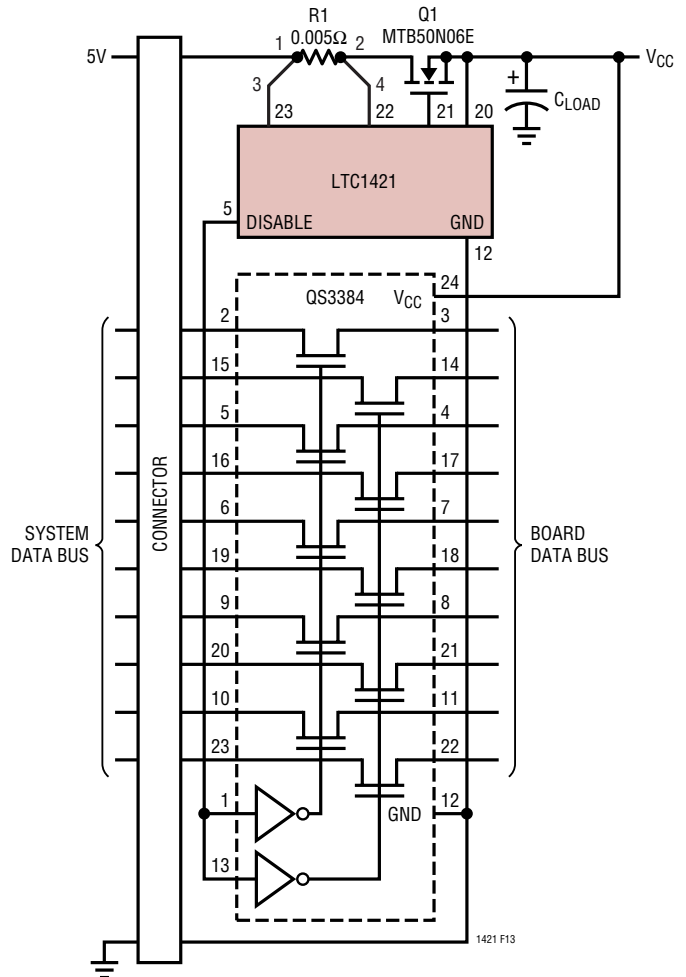 R1
0.005Ω
Q1
MTB50N06E
5V
1
2
3
4
VCC
+
CLOAD
23
22
21
20
LTC1421
5
DISABLE
GND
12
24
QS3384
VCC
2
3
15
14
5
4
16
17
6
7
19
18
9
8
20
21
10
11
23
22
CONNECTOR
SYSTEM
DATA BUS
BOARD
DATA BUS
1
GND
12
13
1421 F13